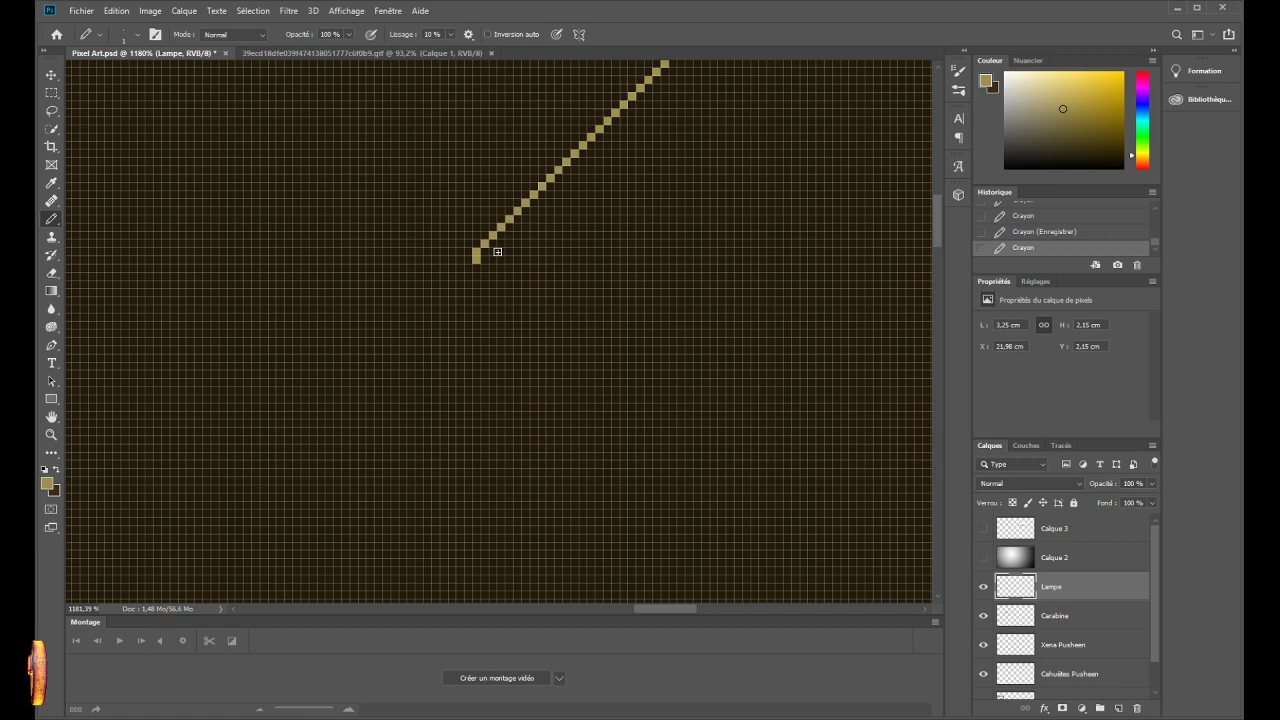 Ps Fichier Edition Image Calque Texte Sélection Filtre 3D Affichage Fenêtre Aide
1 Mode : Normal Opacité : 100 % Lissage : 10 % Inversion auto
Pixel Art.psd @ 1180% (Lampe, RVB/8) * × 39ecd18dfe039f474138051777c6f0b9.gif @ 93,2% (Calque 1, RVB/8) ×
Couleur Nuancier
Formation
Bibliothèqu...
Historique
Crayon
Crayon (Enregistrer)
Crayon
Propriétés Réglages
Propriétés du calque de pixels
L : 3,25 cm H : 2,15 cm
X : 21,98 cm Y : 2,15 cm
Calques Couches Tracés
Type
Normal Opacité : 100 %
Verrou : Fond : 100 %
Calque 3
Calque 2
Lampe
Carabine
Xena Pusheen
Cahuètes Pusheen
1181,39 % Doc : 1,48 Mo/56,6 Mo
Montage
Créer un montage vidéo